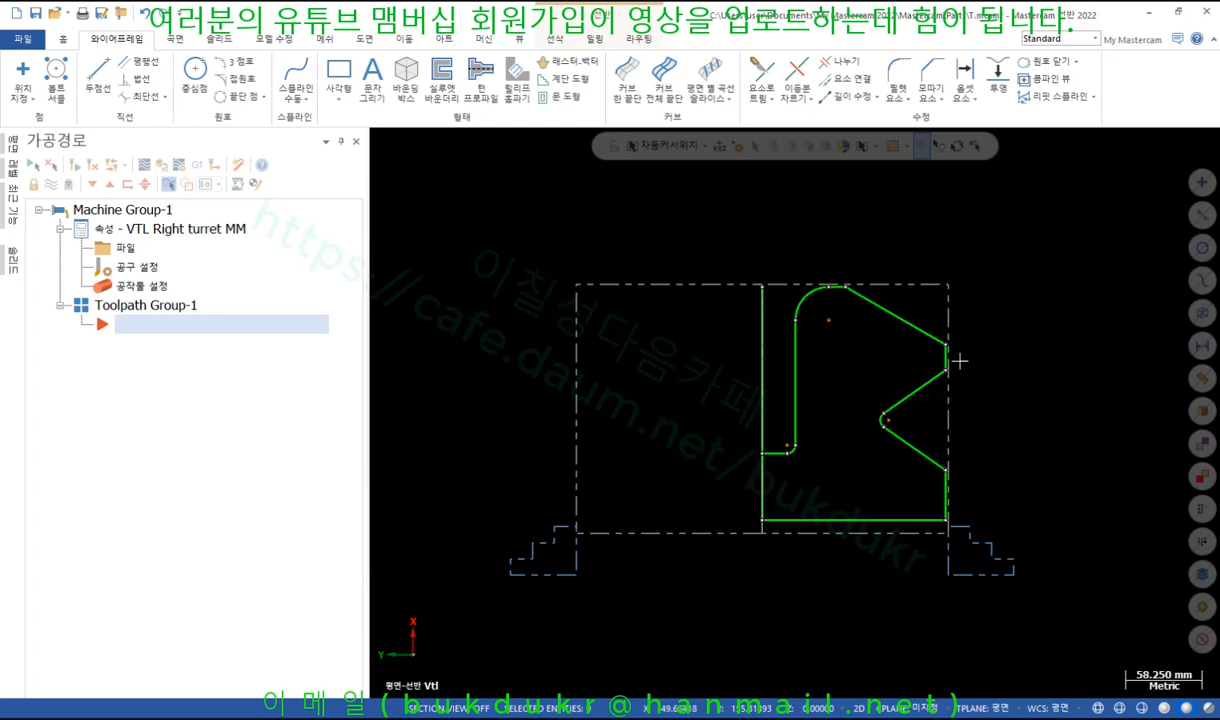 여러분의 유튜브 맴버십 회원가입이 영상을 업로드하는데 힘이 됩니다.
Mastercam 선반 2022
파일 홈 와이어프레임 곡면 솔리드 모델 수정 메쉬 도면 이동 아트 머신 뷰 선삭 밀링 라우팅
Standard My Mastercam
위치 지정 볼트 서클 두점선 평행선 법선 최단선 중심점 3 점호 접원호 끝단 점 스플라인 수동 사각형 문자 그리기 바운딩 박스 실루엣 바운더리 턴 프로파일 릴리프 홈파기 래스터.벡터 계단 도형 문 도형 커브 한 끝단 커브 전체 끝단 평면 별 곡선 슬라이스 요소로 트림 이등분 자르기 나누기 요소 연결 길이 수정 필렛 요소 모따기 요소 옵셋 요소 투영 원호 닫기 콤파인 뷰 리핏 스플라인
점 직선 원호 스플라인 형태 커브 수정
가공경로
자동커서위치
Machine Group-1
속성 - VTL Right turret MM
파일
공구 설정
공작물 설정
Toolpath Group-1
https://cafe.daum.net/bukdukr
이칠성다음카페
X
Y
평면-선반 Vtl
58.250 mm
Metric
이 메 일 ( b u k d u k r @ h a n m a i l . n e t )
SECTION VIEW: OFF SELECTED ENTITIES: 0 2D TPLANE: 평면 WCS: 평면